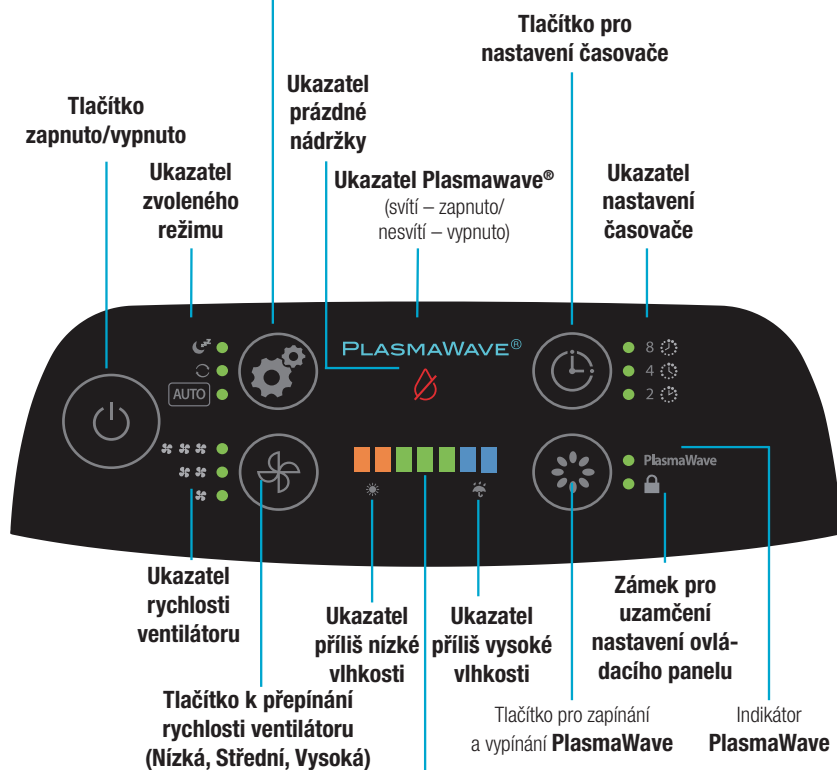 Tlačítko pro
nastavení časovače
Ukazatel
prázdné
nádržky
Tlačítko
zapnuto/vypnuto
Ukazatel
zvoleného
režimu
Ukazatel Plasmawave®
(svítí – zapnuto/
nesvítí – vypnuto)
Ukazatel
nastavení
časovače
PLASMAWAVE®
AUTO
8
4
2
PlasmaWave
Ukazatel
rychlosti
ventilátoru
Ukazatel
příliš nízké
vlhkosti
Ukazatel
příliš vysoké
vlhkosti
Zámek pro
uzamčení
nastavení ovlá-
dacího panelu
Tlačítko k přepínání
rychlosti ventilátoru
(Nízká, Střední, Vysoká)
Tlačítko pro zapínání
a vypínání PlasmaWave
Indikátor
PlasmaWave